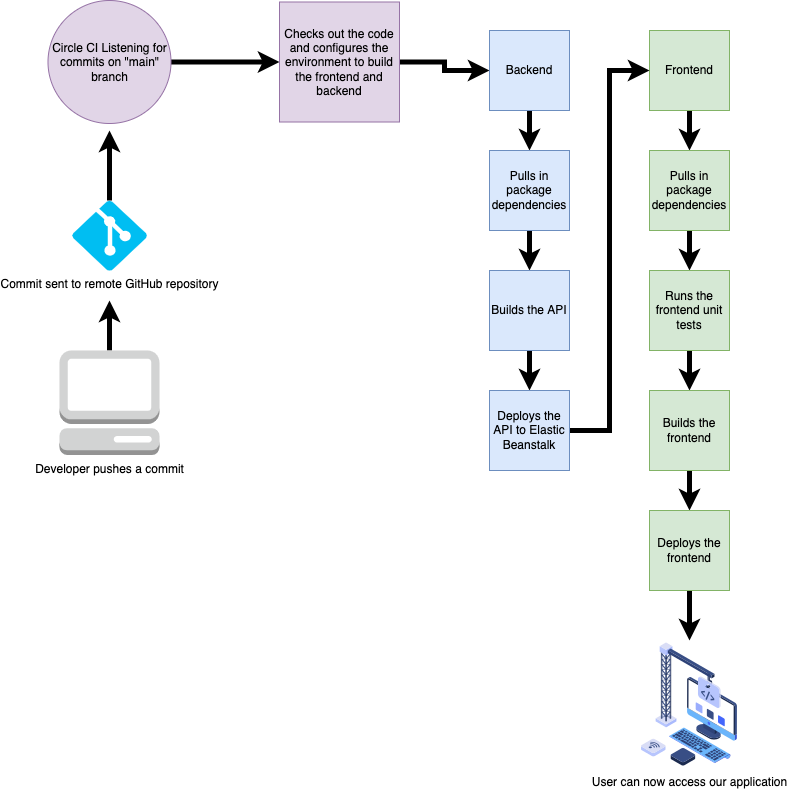 Circle CI Listening for
commits on "main"
branch
Checks out the code
and configures the
environment to build
the frontend and
backend
Backend
Frontend
Pulls in
package
dependencies
Pulls in
package
dependencies
Commit sent to remote GitHub repository
Builds the API
Runs the
frontend unit
tests
Deploys the
API to Elastic
Beanstalk
Builds the
frontend
Developer pushes a commit
Deploys the
frontend
</>
User can now access our application